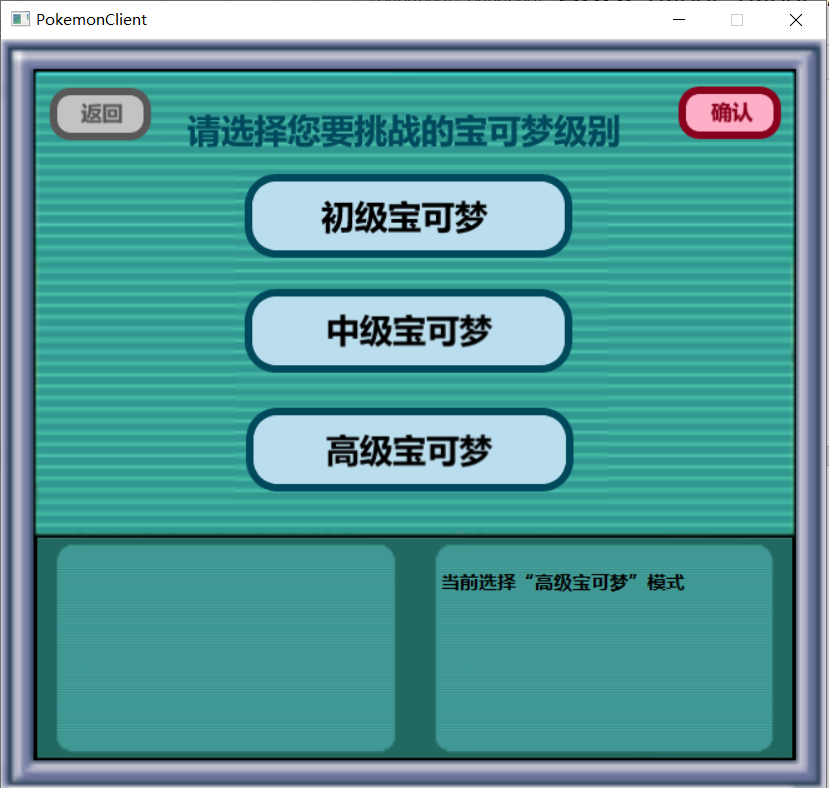 PokemonClient
返回
确认
请选择您要挑战的宝可梦级别
初级宝可梦
中级宝可梦
高级宝可梦
当前选择“高级宝可梦”模式